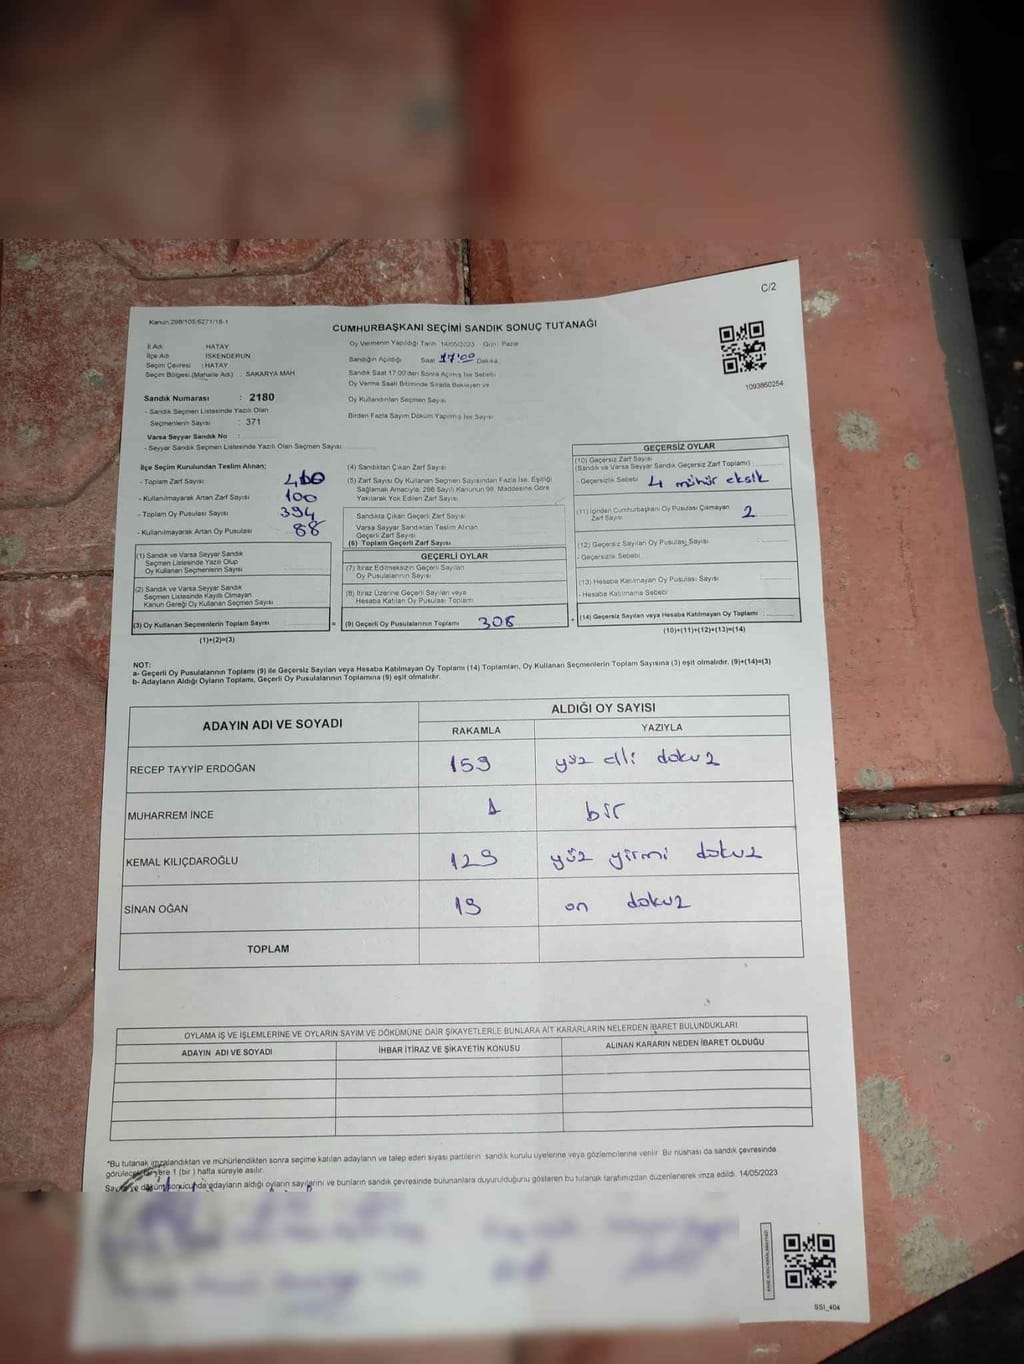 C/2
Kanun:298/105,6271/18-1
CUMHURBAŞKANI SEÇİMİ SANDIK SONUÇ TUTANAĞI
İl Adı : HATAY
İlçe Adı : İSKENDERUN
Seçim Çevresi : HATAY
Seçim Bölgesi (Mahalle Adı) : SAKARYA MAH
Sandık Numarası : 2180
- Sandık Seçmen Listesinde Yazılı Olan
Seçmenlerin Sayısı : 371
Varsa Seyyar Sandık No :
- Seyyar Sandık Seçmen Listesinde Yazılı Olan Seçmen Sayısı
Oy Vermenin Yapıldığı Tarih 14/05/2023 Gün : Pazar
Sandığın Açıldığı Saat 17:00 Dakika
Sandık Saat 17:00'den Sonra Açılmış İse Sebebi
Oy Verme Saati Bitiminde Sırada Bekleyen ve
Oy Kullandırılan Seçmen Sayısı
Birden Fazla Sayım Döküm Yapılmış İse Sayısı
1093860254
İlçe Seçim Kurulundan Teslim Alınan:
- Toplam Zarf Sayısı 400
- Kullanılmayarak Artan Zarf Sayısı 100
- Toplam Oy Pusulası Sayısı 394
- Kullanılmayarak Artan Oy Pusulası 88
(1) Sandık ve Varsa Seyyar Sandık
Seçmen Listesinde Yazılı Olup
Oy Kullanan Seçmenlerin Sayısı
(2) Sandık ve Varsa Seyyar Sandık
Seçmen Listesinde Kayıtlı Olmayan
Kanun Gereği Oy Kullanan Seçmen Sayısı
(3) Oy Kullanan Seçmenlerin Toplam Sayısı
(1)+(2)=(3)
(4) Sandıktan Çıkan Zarf Sayısı
(5) Zarf Sayısı Oy Kullanan Seçmen Sayısından Fazla İse, Eşitliği
Sağlamak Amacıyla, 298 Sayılı Kanunun 98. Maddesine Göre
Yakılarak Yok Edilen Zarf Sayısı
Sandıkta Çıkan Geçerli Zarf Sayısı
Varsa Seyyar Sandıktan Teslim Alınan
Geçerli Zarf Sayısı
(6) Toplam Geçerli Zarf Sayısı
GEÇERLİ OYLAR
(7) İtiraz Edilmeksizin Geçerli Sayılan
Oy Pusulalarının Sayısı
(8) İtiraz Üzerine Geçerli Sayılan veya
Hesaba Katılan Oy Pusulası Toplamı
= (9) Geçerli Oy Pusulalarının Toplamı 308
GEÇERSİZ OYLAR
(10) Geçersiz Zarf Sayısı
(Sandık ve Varsa Seyyar Sandık Geçersiz Zarf Toplamı)
- Geçersizlik Sebebi 4 mühür eksik
(11) İçinden Cumhurbaşkanı Oy Pusulası Çıkmayan
Zarf Sayısı 2
(12) Geçersiz Sayılan Oy Pusulası Sayısı
- Geçersizlik Sebebi
(13) Hesaba Katılmayan Oy Pusulası Sayısı
- Hesaba Katılmama Sebebi
+ (14) Geçersiz Sayılan veya Hesaba Katılmayan Oy Toplamı :
(10)+(11)+(12)+(13)=(14)
NOT:
a- Geçerli Oy Pusulalarının Toplamı (9) ile Geçersiz Sayılan veya Hesaba Katılmayan Oy Toplamı (14) Toplamları, Oy Kullanan Seçmenlerin Toplam Sayısına (3) eşit olmalıdır. (9)+(14)=(3)
b- Adayların Aldığı Oyların Toplamı, Geçerli Oy Pusulalarının Toplamına (9) eşit olmalıdır.
ADAYIN ADI VE SOYADI
ALDIĞI OY SAYISI
RAKAMLA YAZIYLA
RECEP TAYYİP ERDOĞAN 159 yüz elli dokuz
MUHARREM İNCE 1 bir
KEMAL KILIÇDAROĞLU 129 yüz yirmi dokuz
SİNAN OĞAN 19 on dokuz
TOPLAM
OYLAMA İŞ VE İŞLEMLERİNE VE OYLARIN SAYIM VE DÖKÜMÜNE DAİR ŞİKAYETLERLE BUNLARA AİT KARARLARIN NELERDEN İBARET BULUNDUKLARI
ADAYIN ADI VE SOYADI İHBAR İTİRAZ VE ŞİKAYETİN KONUSU ALINAN KARARIN NEDEN İBARET OLDUĞU
*Bu tutanak imzalandıktan ve mühürlendikten sonra seçime katılan adayların ve talep eden siyasi partilerin sandık kurulu üyelerine veya gözlemcilerine verilir. Bir nüshası da sandık çevresinde
görülecek bir yere 1 (bir) hafta süreyle asılır.
Sayım ve döküm sonucunda adayların aldığı oyların sayılarını ve bunların sandık çevresinde bulunanlara duyurulduğunu gösteren bu tutanak tarafımızdan düzenlenerek imza edildi. 14/05/2023
SSI_404